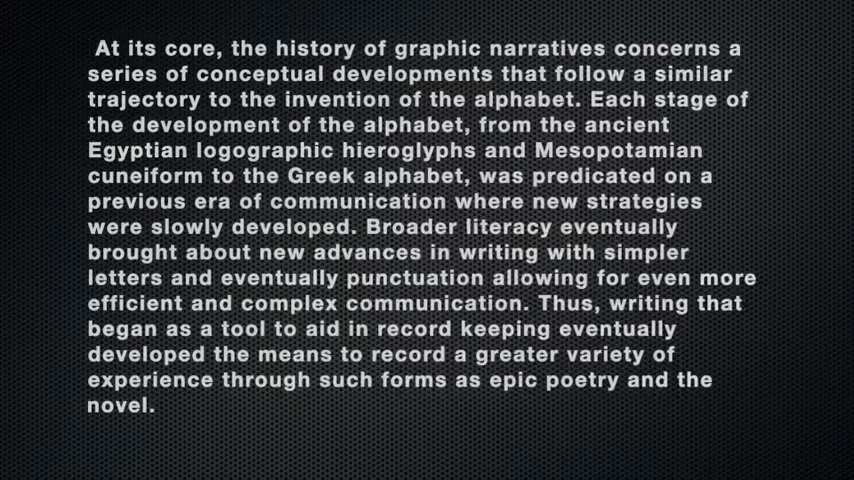 At its core, the history of graphic narratives concerns a
series of conceptual developments that follow a similar
trajectory to the invention of the alphabet. Each stage of
the development of the alphabet, from the ancient
Egyptian logographic hieroglyphs and Mesopotamian
cuneiform to the Greek alphabet, was predicated on a
previous era of communication where new strategies
were slowly developed. Broader literacy eventually
brought about new advances in writing with simpler
letters and eventually punctuation allowing for even more
efficient and complex communication. Thus, writing that
began as a tool to aid in record keeping eventually
developed the means to record a greater variety of
experience through such forms as epic poetry and the
novel.